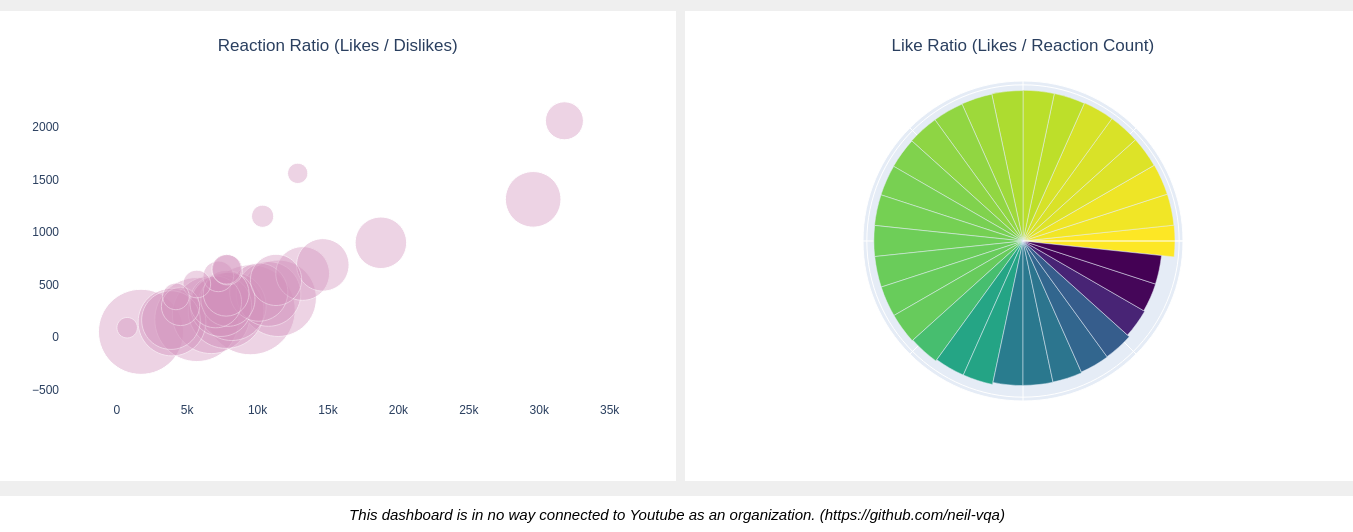 Reaction Ratio (Likes / Dislikes)
2000
1500
1000
500
0
−500
0 5k 10k 15k 20k 25k 30k 35k
Like Ratio (Likes / Reaction Count)
This dashboard is in no way connected to Youtube as an organization. (https://github.com/neil-vqa)